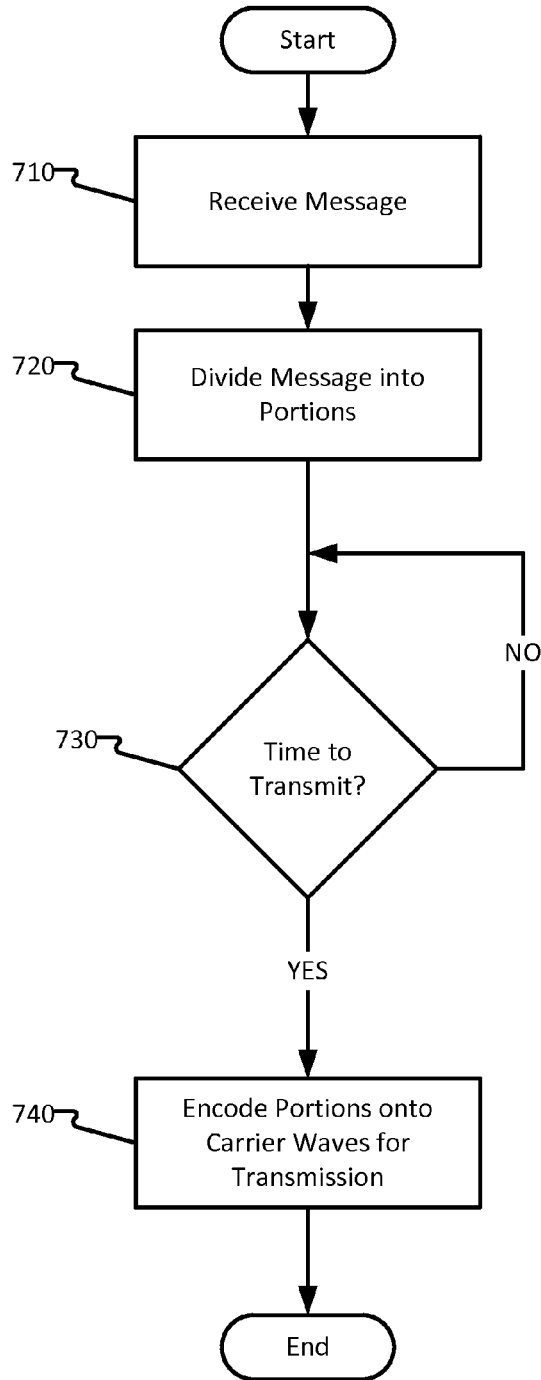 Start
710
Receive Message
720
Divide Message into
Portions
NO
730
Time to
Transmit?
YES
740
Encode Portions onto
Carrier Waves for
Transmission
End